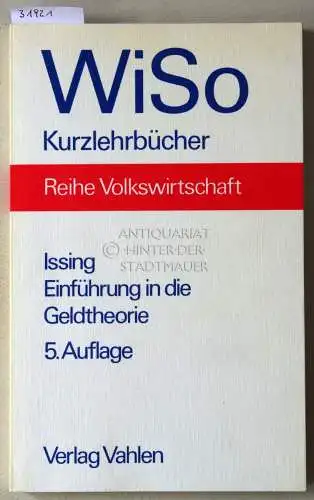 31921
WiSo
Kurzlehrbücher
Reihe Volkswirtschaft
ANTIQUARIAT
© HINTER·DER·
STADTMAUER
Issing
Einführung in die
Geldtheorie
5. Auflage
Verlag Vahlen